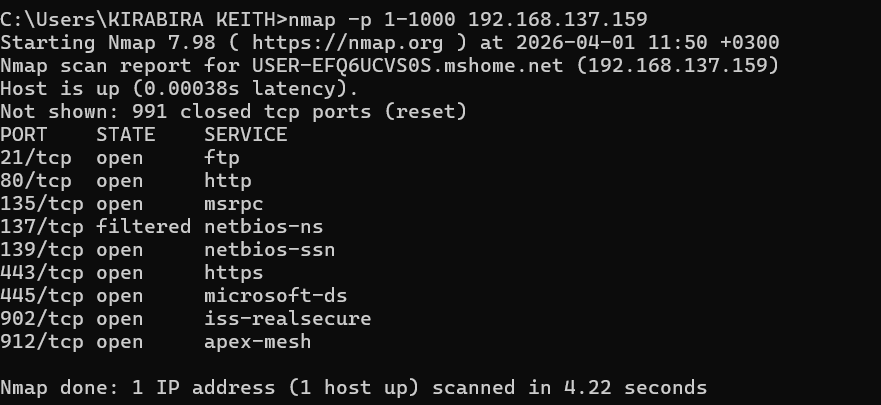 C:\Users\KIRABIRA KEITH>nmap -p 1-1000 192.168.137.159
Starting Nmap 7.98 ( https://nmap.org ) at 2026-04-01 11:50 +0300
Nmap scan report for USER-EFQ6UCVS0S.mshome.net (192.168.137.159)
Host is up (0.00038s latency).
Not shown: 991 closed tcp ports (reset)
PORT    STATE    SERVICE
21/tcp  open     ftp
80/tcp  open     http
135/tcp open     msrpc
137/tcp filtered netbios-ns
139/tcp open     netbios-ssn
443/tcp open     https
445/tcp open     microsoft-ds
902/tcp open     iss-realsecure
912/tcp open     apex-mesh
Nmap done: 1 IP address (1 host up) scanned in 4.22 seconds